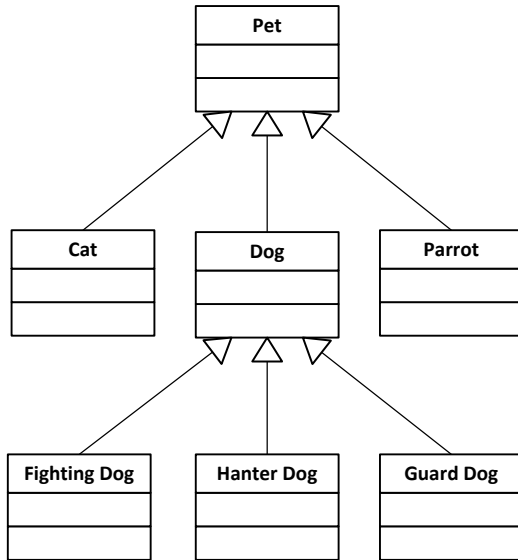 Pet
Cat
Dog
Parrot
Fighting Dog
Hanter Dog
Guard Dog